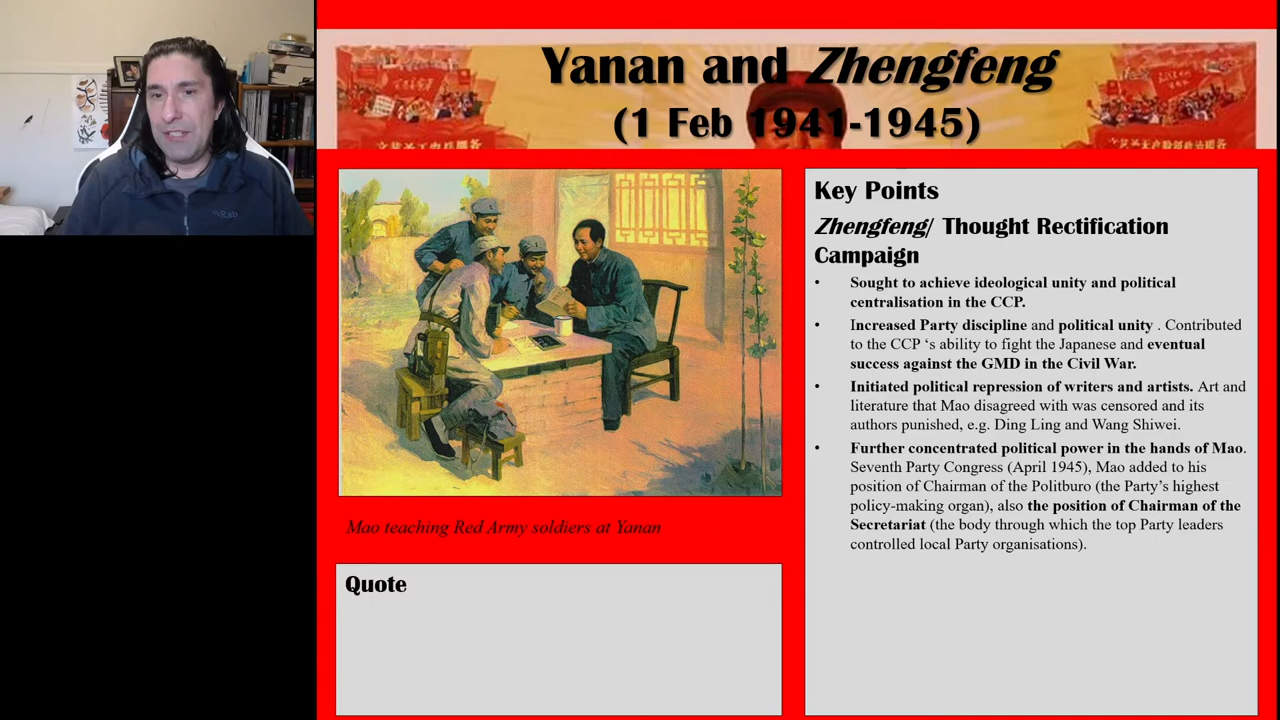 Yanan and Zhengfeng
(1 Feb 1941-1945)
Mao teaching Red Army soldiers at Yanan
Quote
Key Points
Zhengfeng/ Thought Rectification
Campaign
• Sought to achieve ideological unity and political
centralisation in the CCP.
• Increased Party discipline and political unity . Contributed
to the CCP ‘s ability to fight the Japanese and eventual
success against the GMD in the Civil War.
• Initiated political repression of writers and artists. Art and
literature that Mao disagreed with was censored and its
authors punished, e.g. Ding Ling and Wang Shiwei.
• Further concentrated political power in the hands of Mao.
Seventh Party Congress (April 1945), Mao added to his
position of Chairman of the Politburo (the Party’s highest
policy-making organ), also the position of Chairman of the
Secretariat (the body through which the top Party leaders
controlled local Party organisations).